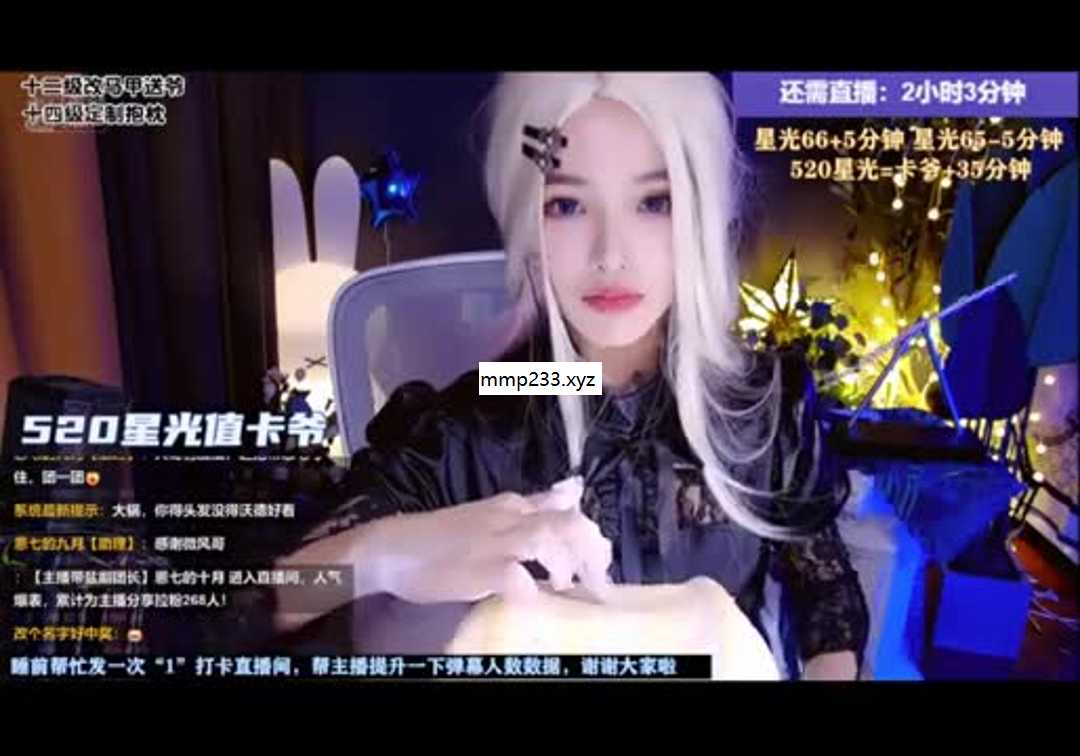 十二级改马甲送爷
十四级定制抱枕
还需直播：2小时3分钟
星光66+5分钟 星光65-5分钟
520星光=卡爷+35分钟
mmp233.xyz
520星光值卡爷
住，团一团
系统最新提示：大锅，你得头发没得沃德好看
恩七的九月【助理】：感谢微风哥
：【主播带盐副团长】恩七的十月 进入直播间，人气
爆表，累计为主播分享拉粉268人！
改个名字好中奖：
睡前帮忙发一次“1”打卡直播间，帮主播提升一下弹幕人数数据，谢谢大家啦